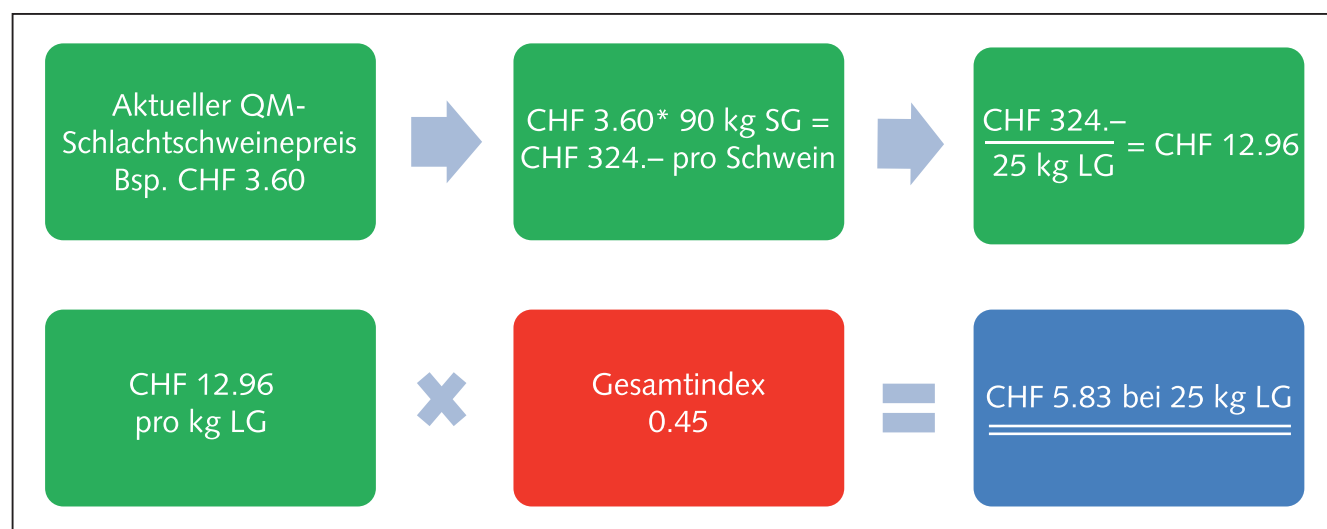 Aktueller QM-
Schlachtschweinepreis
Bsp. CHF 3.60
CHF 3.60* 90 kg SG =
CHF 324.– pro Schwein
CHF 324.–
25 kg LG
= CHF 12.96
CHF 12.96
pro kg LG
Gesamtindex
0.45
CHF 5.83 bei 25 kg LG